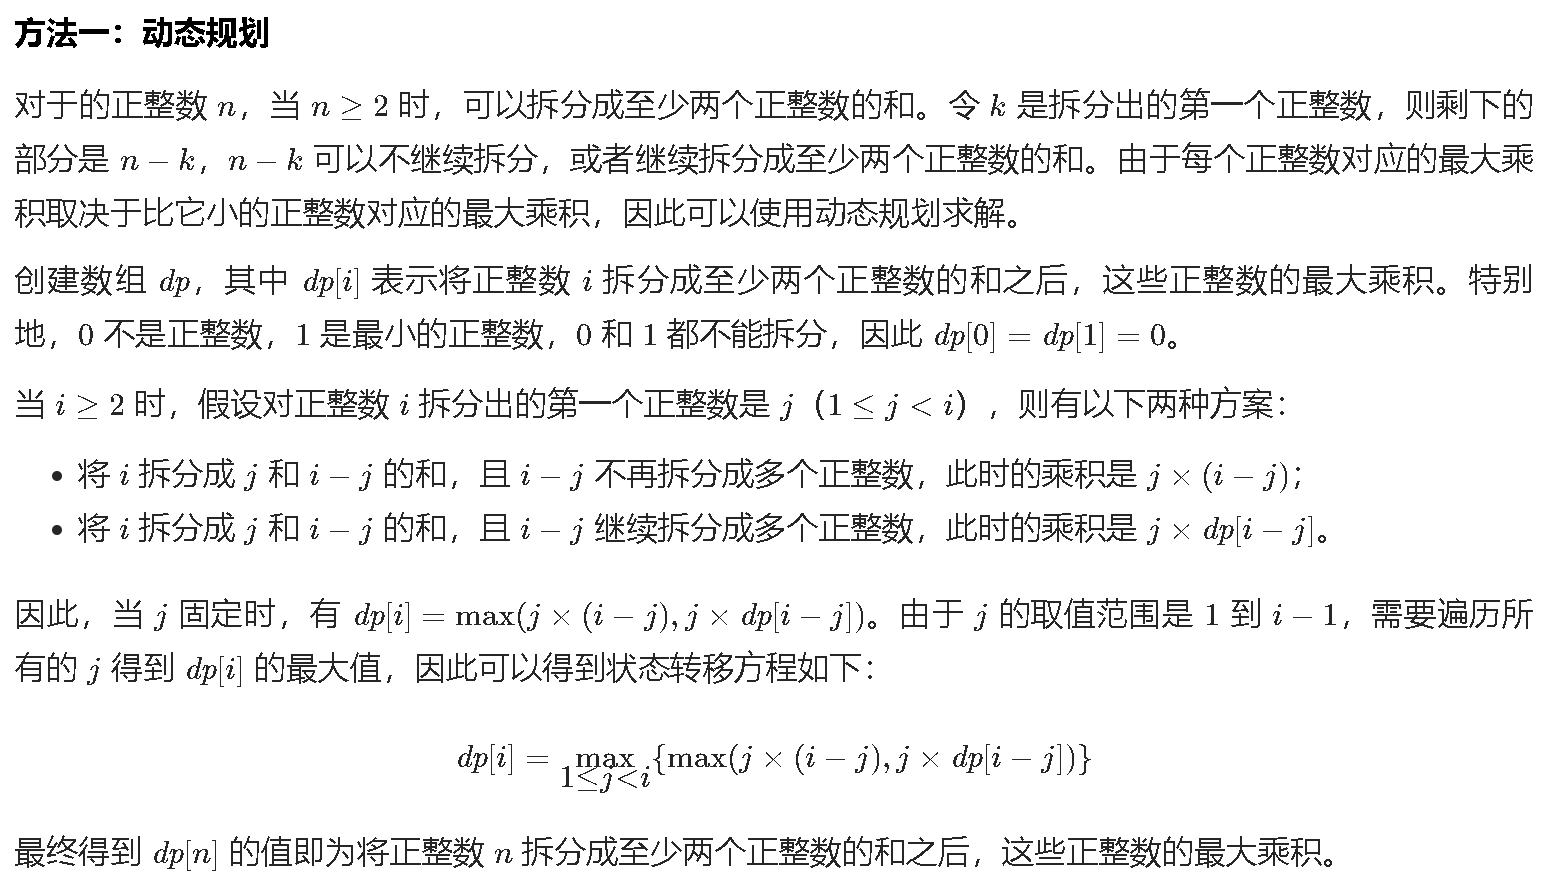 方法一：动态规划
对于的正整数 n，当 n ≥ 2 时，可以拆分成至少两个正整数的和。令 k 是拆分出的第一个正整数，则剩下的
部分是 n − k，n − k 可以不继续拆分，或者继续拆分成至少两个正整数的和。由于每个正整数对应的最大乘
积取决于比它小的正整数对应的最大乘积，因此可以使用动态规划求解。
创建数组 dp，其中 dp[i] 表示将正整数 i 拆分成至少两个正整数的和之后，这些正整数的最大乘积。特别
地，0 不是正整数，1 是最小的正整数，0 和 1 都不能拆分，因此 dp[0] = dp[1] = 0。
当 i ≥ 2 时，假设对正整数 i 拆分出的第一个正整数是 j（1 ≤ j < i），则有以下两种方案：
• 将 i 拆分成 j 和 i − j 的和，且 i − j 不再拆分成多个正整数，此时的乘积是 j × (i − j)；
• 将 i 拆分成 j 和 i − j 的和，且 i − j 继续拆分成多个正整数，此时的乘积是 j × dp[i − j]。
因此，当 j 固定时，有 dp[i] = max(j × (i − j), j × dp[i − j])。由于 j 的取值范围是 1 到 i − 1，需要遍历所
有的 j 得到 dp[i] 的最大值，因此可以得到状态转移方程如下：
dp[i] = max{max(j × (i − j), j × dp[i − j])}
1≤j<i
最终得到 dp[n] 的值即为将正整数 n 拆分成至少两个正整数的和之后，这些正整数的最大乘积。